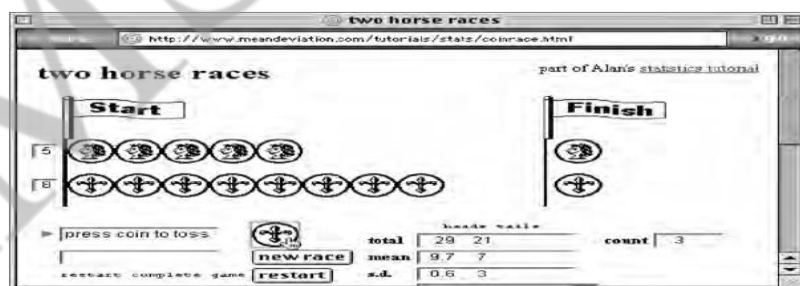 two horse races
http://www.meandeviation.com/tutorials/stats/coinrace.html
two horse races
part of Alan's statistics tutorial
Start
Finish
5
8
press coin to toss
heads tails
total 29 21
count 3
new race
mean 9.7 7
restart complete game restart
s.d. 0.6 3